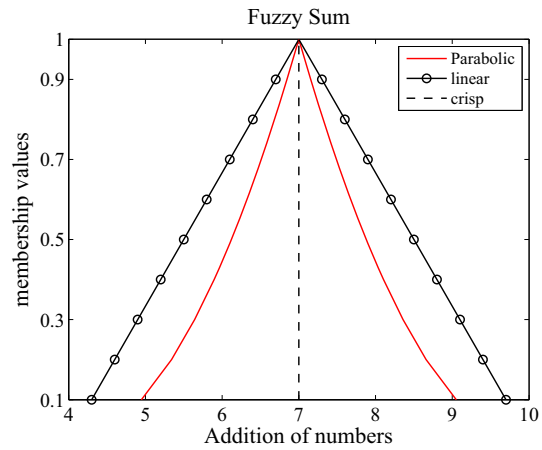 Fuzzy Sum
1
0.9
0.7
0.5
0.3
0.1
membership values
Parabolic
linear
crisp
4 5 6 7 8 9 10
Addition of numbers